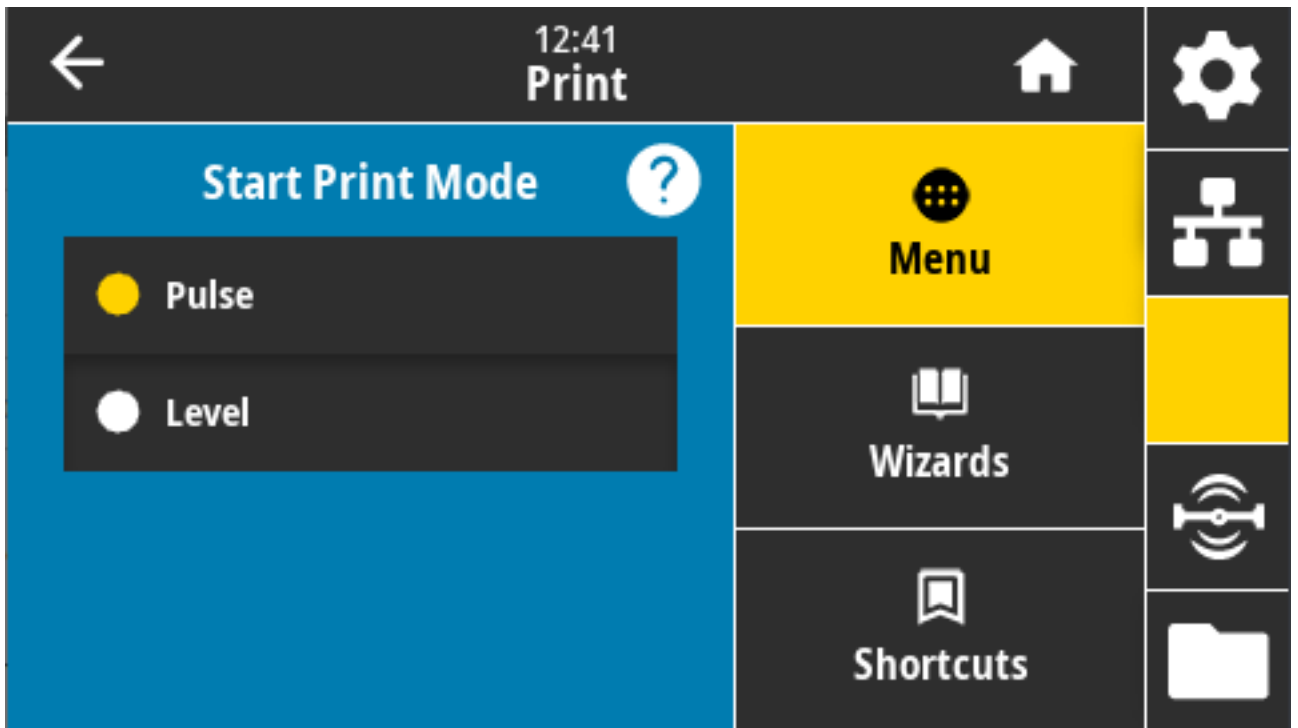 12:41
Print
Start Print Mode
?
Pulse
Level
Menu
Wizards
Shortcuts